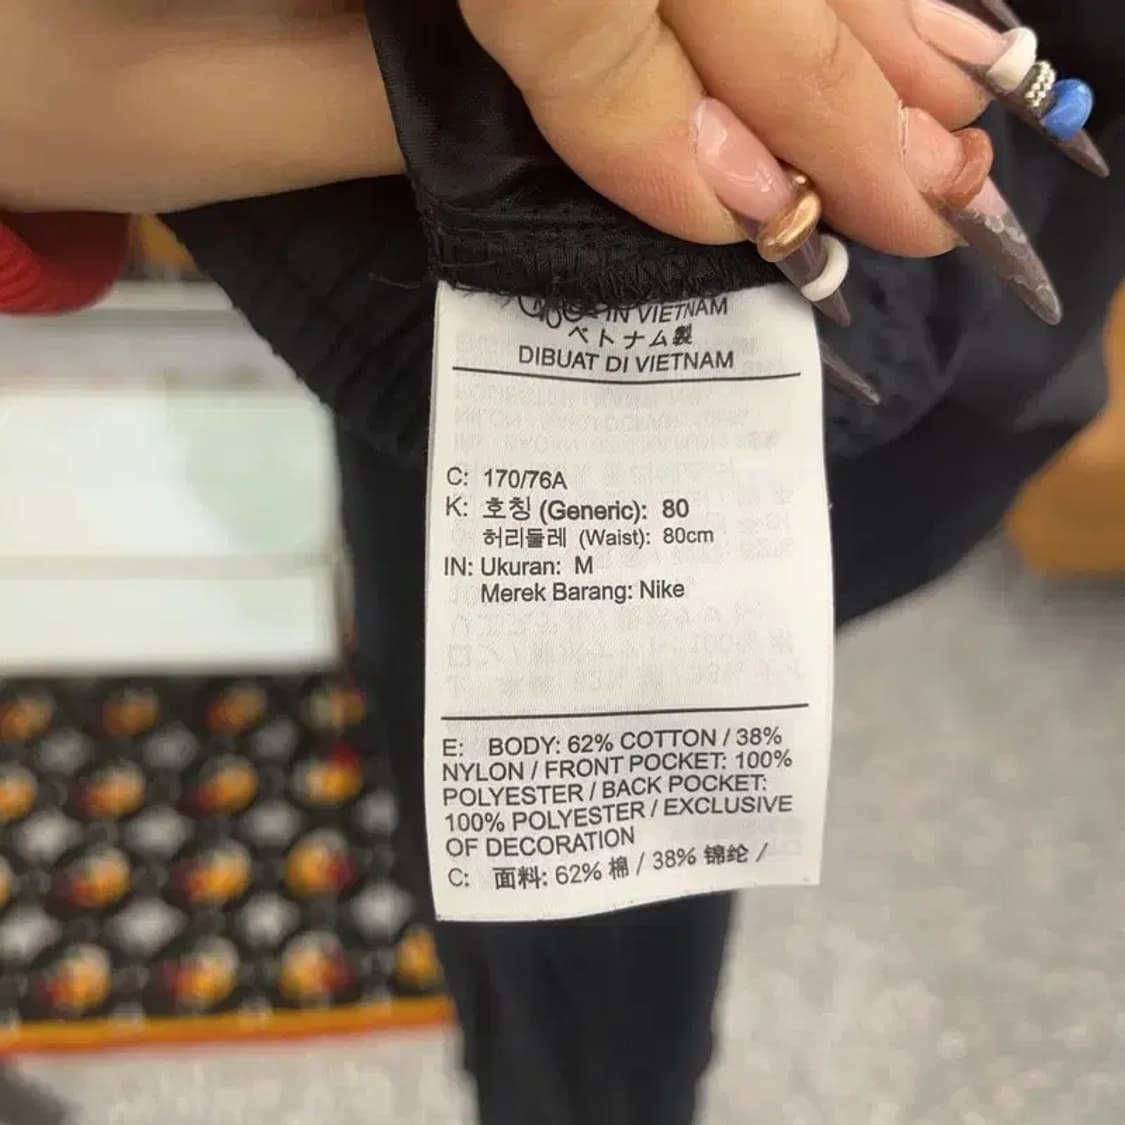 IN VIETNAM
ベトナム製
DIBUAT DI VIETNAM
C: 170/76A
K: 호칭 (Generic): 80
허리둘레 (Waist): 80cm
IN: Ukuran: M
Merek Barang: Nike
E: BODY: 62% COTTON / 38%
NYLON / FRONT POCKET: 100%
POLYESTER / BACK POCKET:
100% POLYESTER / EXCLUSIVE
OF DECORATION
C: 面料: 62% 棉 / 38% 锦纶 /